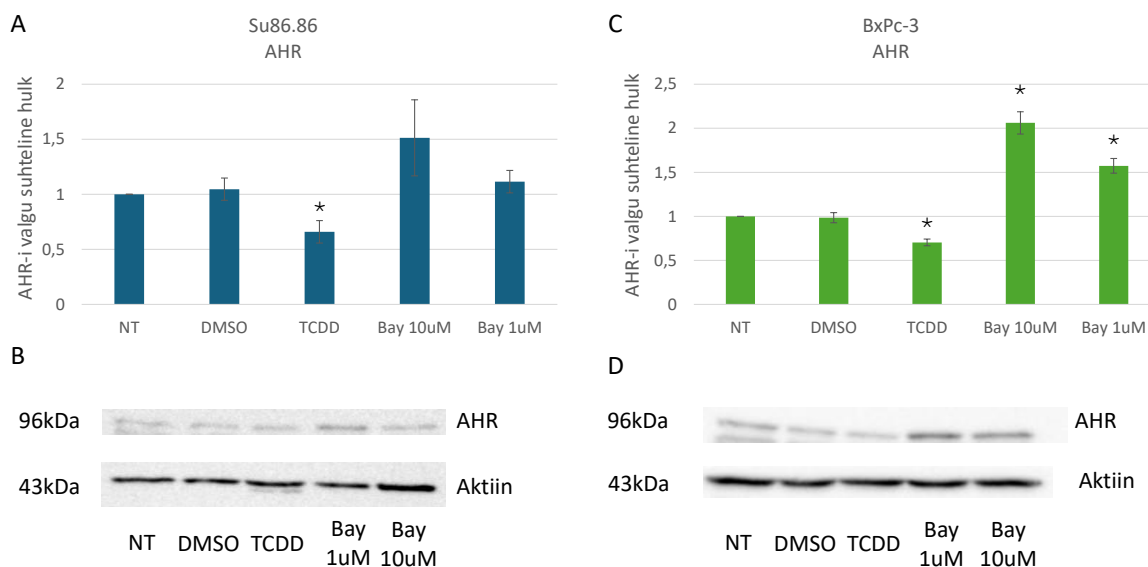 A
Su86.86
AHR
AHR-i valgu suhteline hulk
2
1,5
1
0,5
0
*
NT
DMSO
TCDD
Bay 10uM
Bay 1uM
B
96kDa
AHR
43kDa
Aktiin
NT
DMSO
TCDD
Bay
1uM
Bay
10uM
C
BxPc-3
AHR
AHR-i valgu suhteline hulk
2,5
2
1,5
1
0,5
0
*
*
*
NT
DMSO
TCDD
Bay 10uM
Bay 1uM
D
96kDa
AHR
43kDa
Aktiin
NT
DMSO
TCDD
Bay
1uM
Bay
10uM